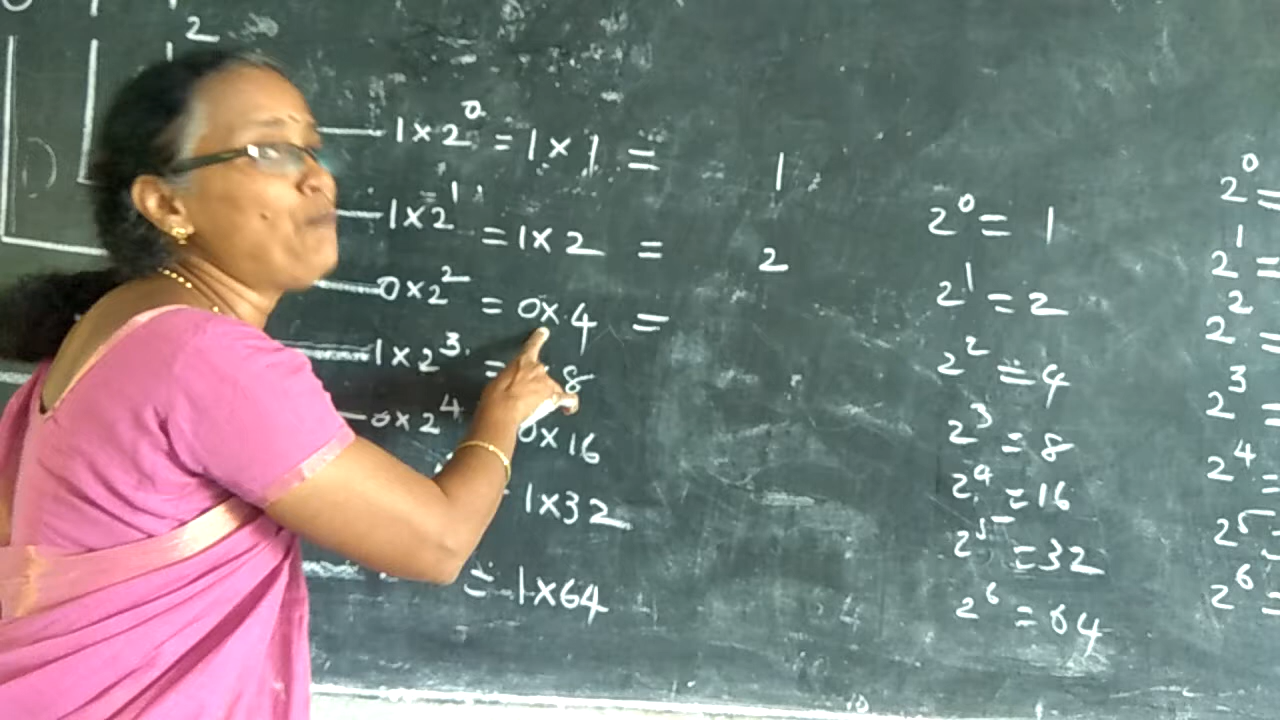 2
1 × 2⁰ = 1 × 1 = 1
1 × 2¹ = 1 × 2 = 2
0 × 2² = 0 × 4 =
1 × 2³ = × 8
0 × 2⁴ 0 × 16
1 × 32
= 1 × 64
2⁰ = 1
2¹ = 2
2² = 4
2³ = 8
2⁴ = 16
2⁵ = 32
2⁶ = 64
2⁰ =
2¹ =
2² =
2³ =
2⁴ =
2⁵ =
2⁶ =